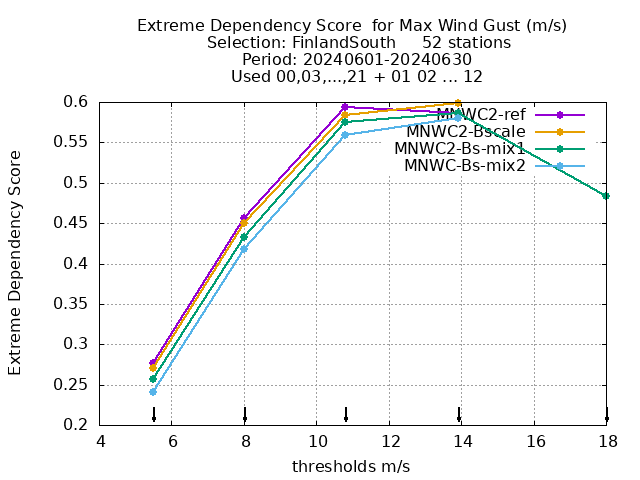 Extreme Dependency Score  for Max Wind Gust (m/s)
Selection: FinlandSouth     52 stations
Period: 20240601-20240630
Used 00,03,...,21 + 01 02 ... 12
Extreme Dependency Score
0.6
0.55
0.5
0.45
0.4
0.35
0.3
0.25
0.2
MNWC2-ref
MNWC2-Bscale
MNWC2-Bs-mix1
MNWC-Bs-mix2
4 6 8 10 12 14 16 18
thresholds m/s